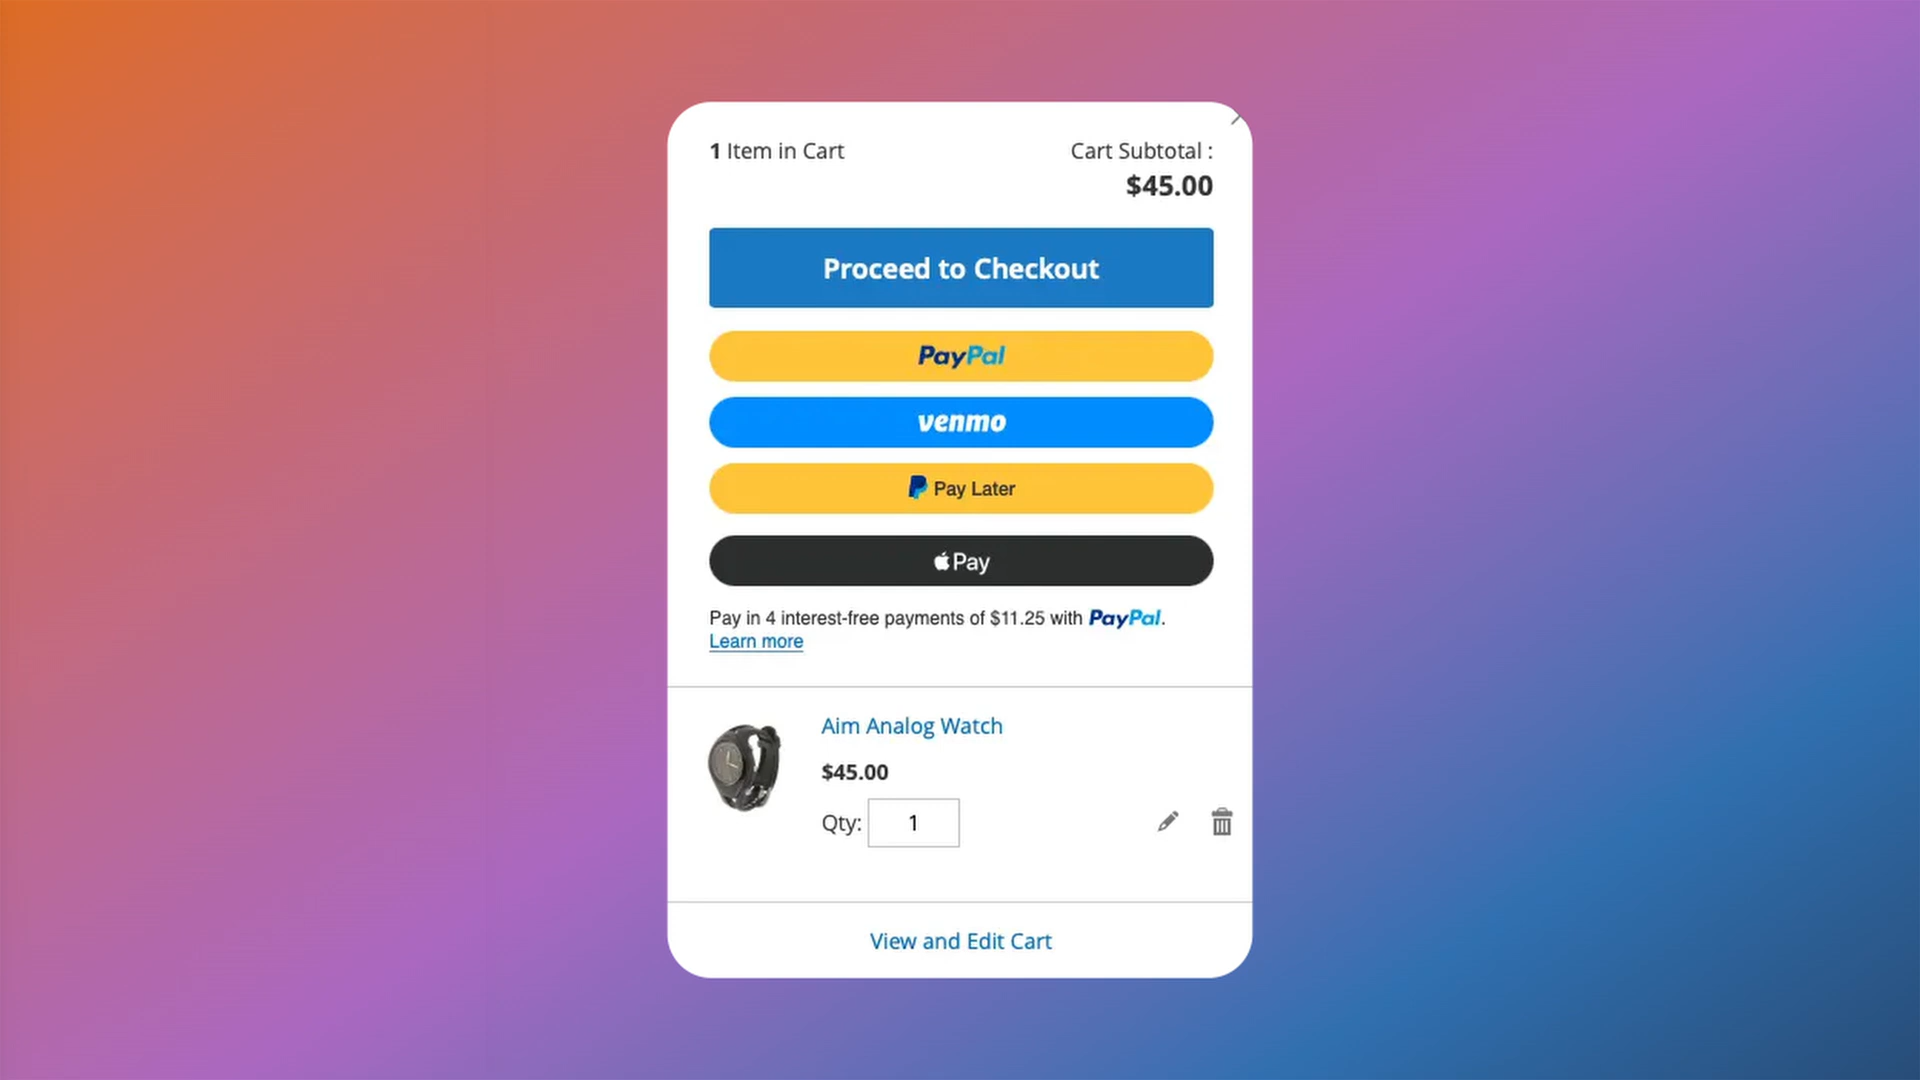 1 Item in Cart
Cart Subtotal :
$45.00
Proceed to Checkout
PayPal
venmo
Pay Later
Pay
Pay in 4 interest-free payments of $11.25 with PayPal.
Learn more
Aim Analog Watch
$45.00
Qty: 1
View and Edit Cart